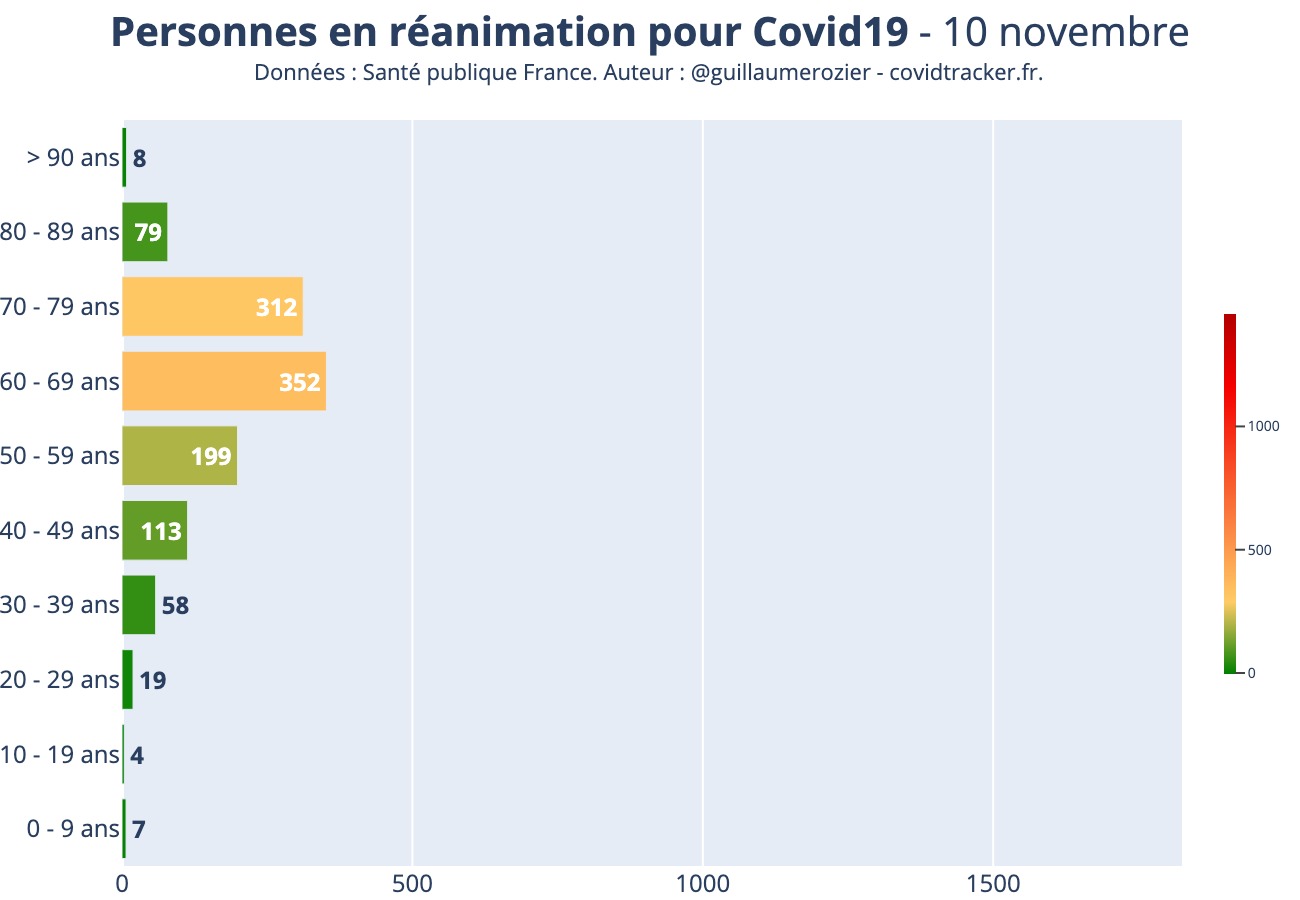 Personnes en réanimation pour Covid19 - 10 novembre
Données : Santé publique France. Auteur : @guillaumerozier - covidtracker.fr.
> 90 ans 8
80 - 89 ans 79
70 - 79 ans 312
60 - 69 ans 352
50 - 59 ans 199
40 - 49 ans 113
30 - 39 ans 58
20 - 29 ans 19
10 - 19 ans 4
0 - 9 ans 7
0 500 1000 1500
1000
500
0